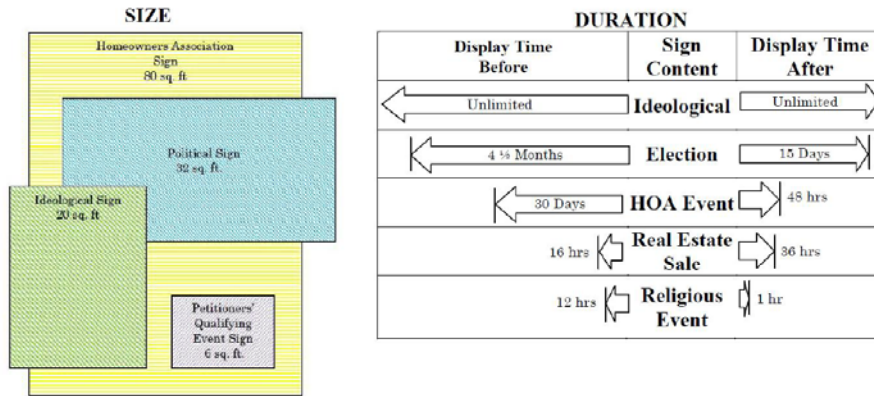 SIZE
Homeowners Association
Sign
80 sq. ft
Political Sign
32 sq. ft.
Ideological Sign
20 sq. ft
Petitioners'
Qualifying
Event Sign
6 sq. ft.
DURATION
Display Time
Before
Sign
Content
Display Time
After
Unlimited
Ideological
Unlimited
4 ½ Months
Election
15 Days
30 Days
HOA Event
48 hrs
16 hrs
Real Estate
Sale
36 hrs
12 hrs
Religious
Event
1 hr